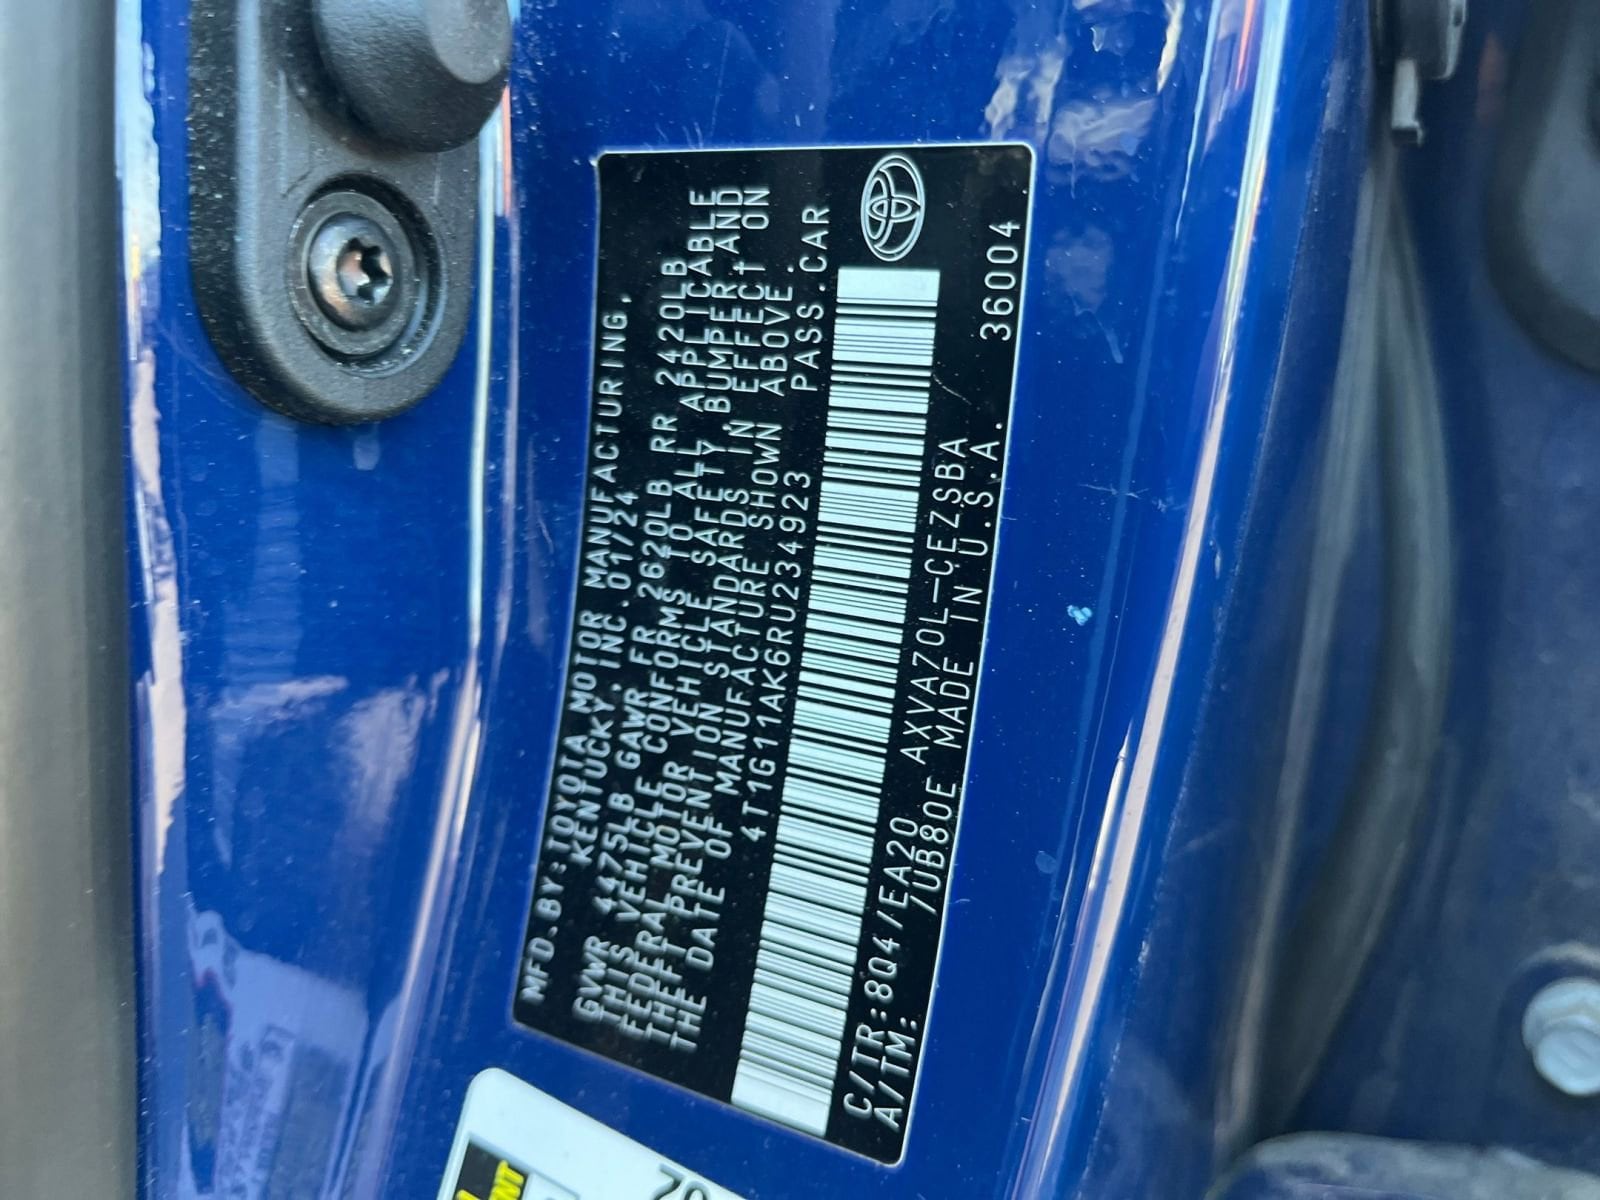 MFD.BY:TOYOTA MOTOR MANUFACTURING,
KENTUCKY,INC.01/24
GVWR 4475LB GAWR FR 2620LB RR 2420LB
THIS VEHICLE CONFORMS TO ALL APPLICABLE
FEDERAL MOTOR VEHICLE SAFETY, BUMPER, AND
THEFT PREVENTION STANDARDS IN EFFECT ON
THE DATE OF MANUFACTURE SHOWN ABOVE.
4T1G11AK6RU234923 PASS.CAR
C/TR:8Q4/EA20 AXVA70L-CEZSBA
A/TM: /UB80E MADE IN U.S.A. 36004